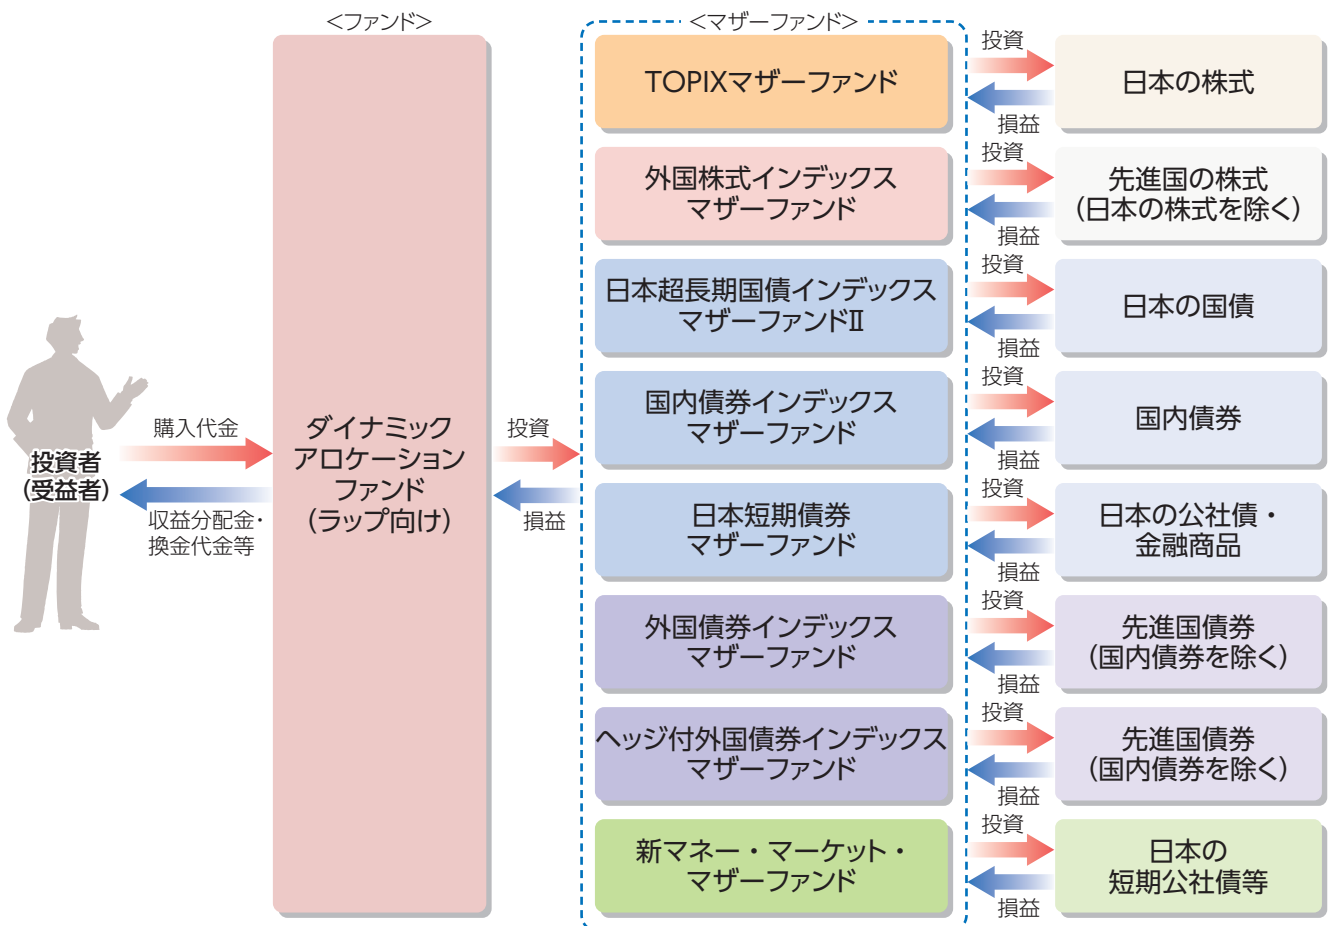 <ファンド>
<マザーファンド>
投資者
(受益者)
購入代金
収益分配金・
換金代金等
ダイナミック
アロケーション
ファンド
(ラップ向け)
投資
損益
TOPIXマザーファンド
投資
損益
日本の株式
外国株式インデックス
マザーファンド
投資
損益
先進国の株式
(日本の株式を除く)
日本超長期国債インデックス
マザーファンドⅡ
投資
損益
日本の国債
国内債券インデックス
マザーファンド
投資
損益
国内債券
日本短期債券
マザーファンド
投資
損益
日本の公社債・
金融商品
外国債券インデックス
マザーファンド
投資
損益
先進国債券
(国内債券を除く)
ヘッジ付外国債券インデックス
マザーファンド
投資
損益
先進国債券
(国内債券を除く)
新マネー・マーケット・
マザーファンド
投資
損益
日本の
短期公社債等